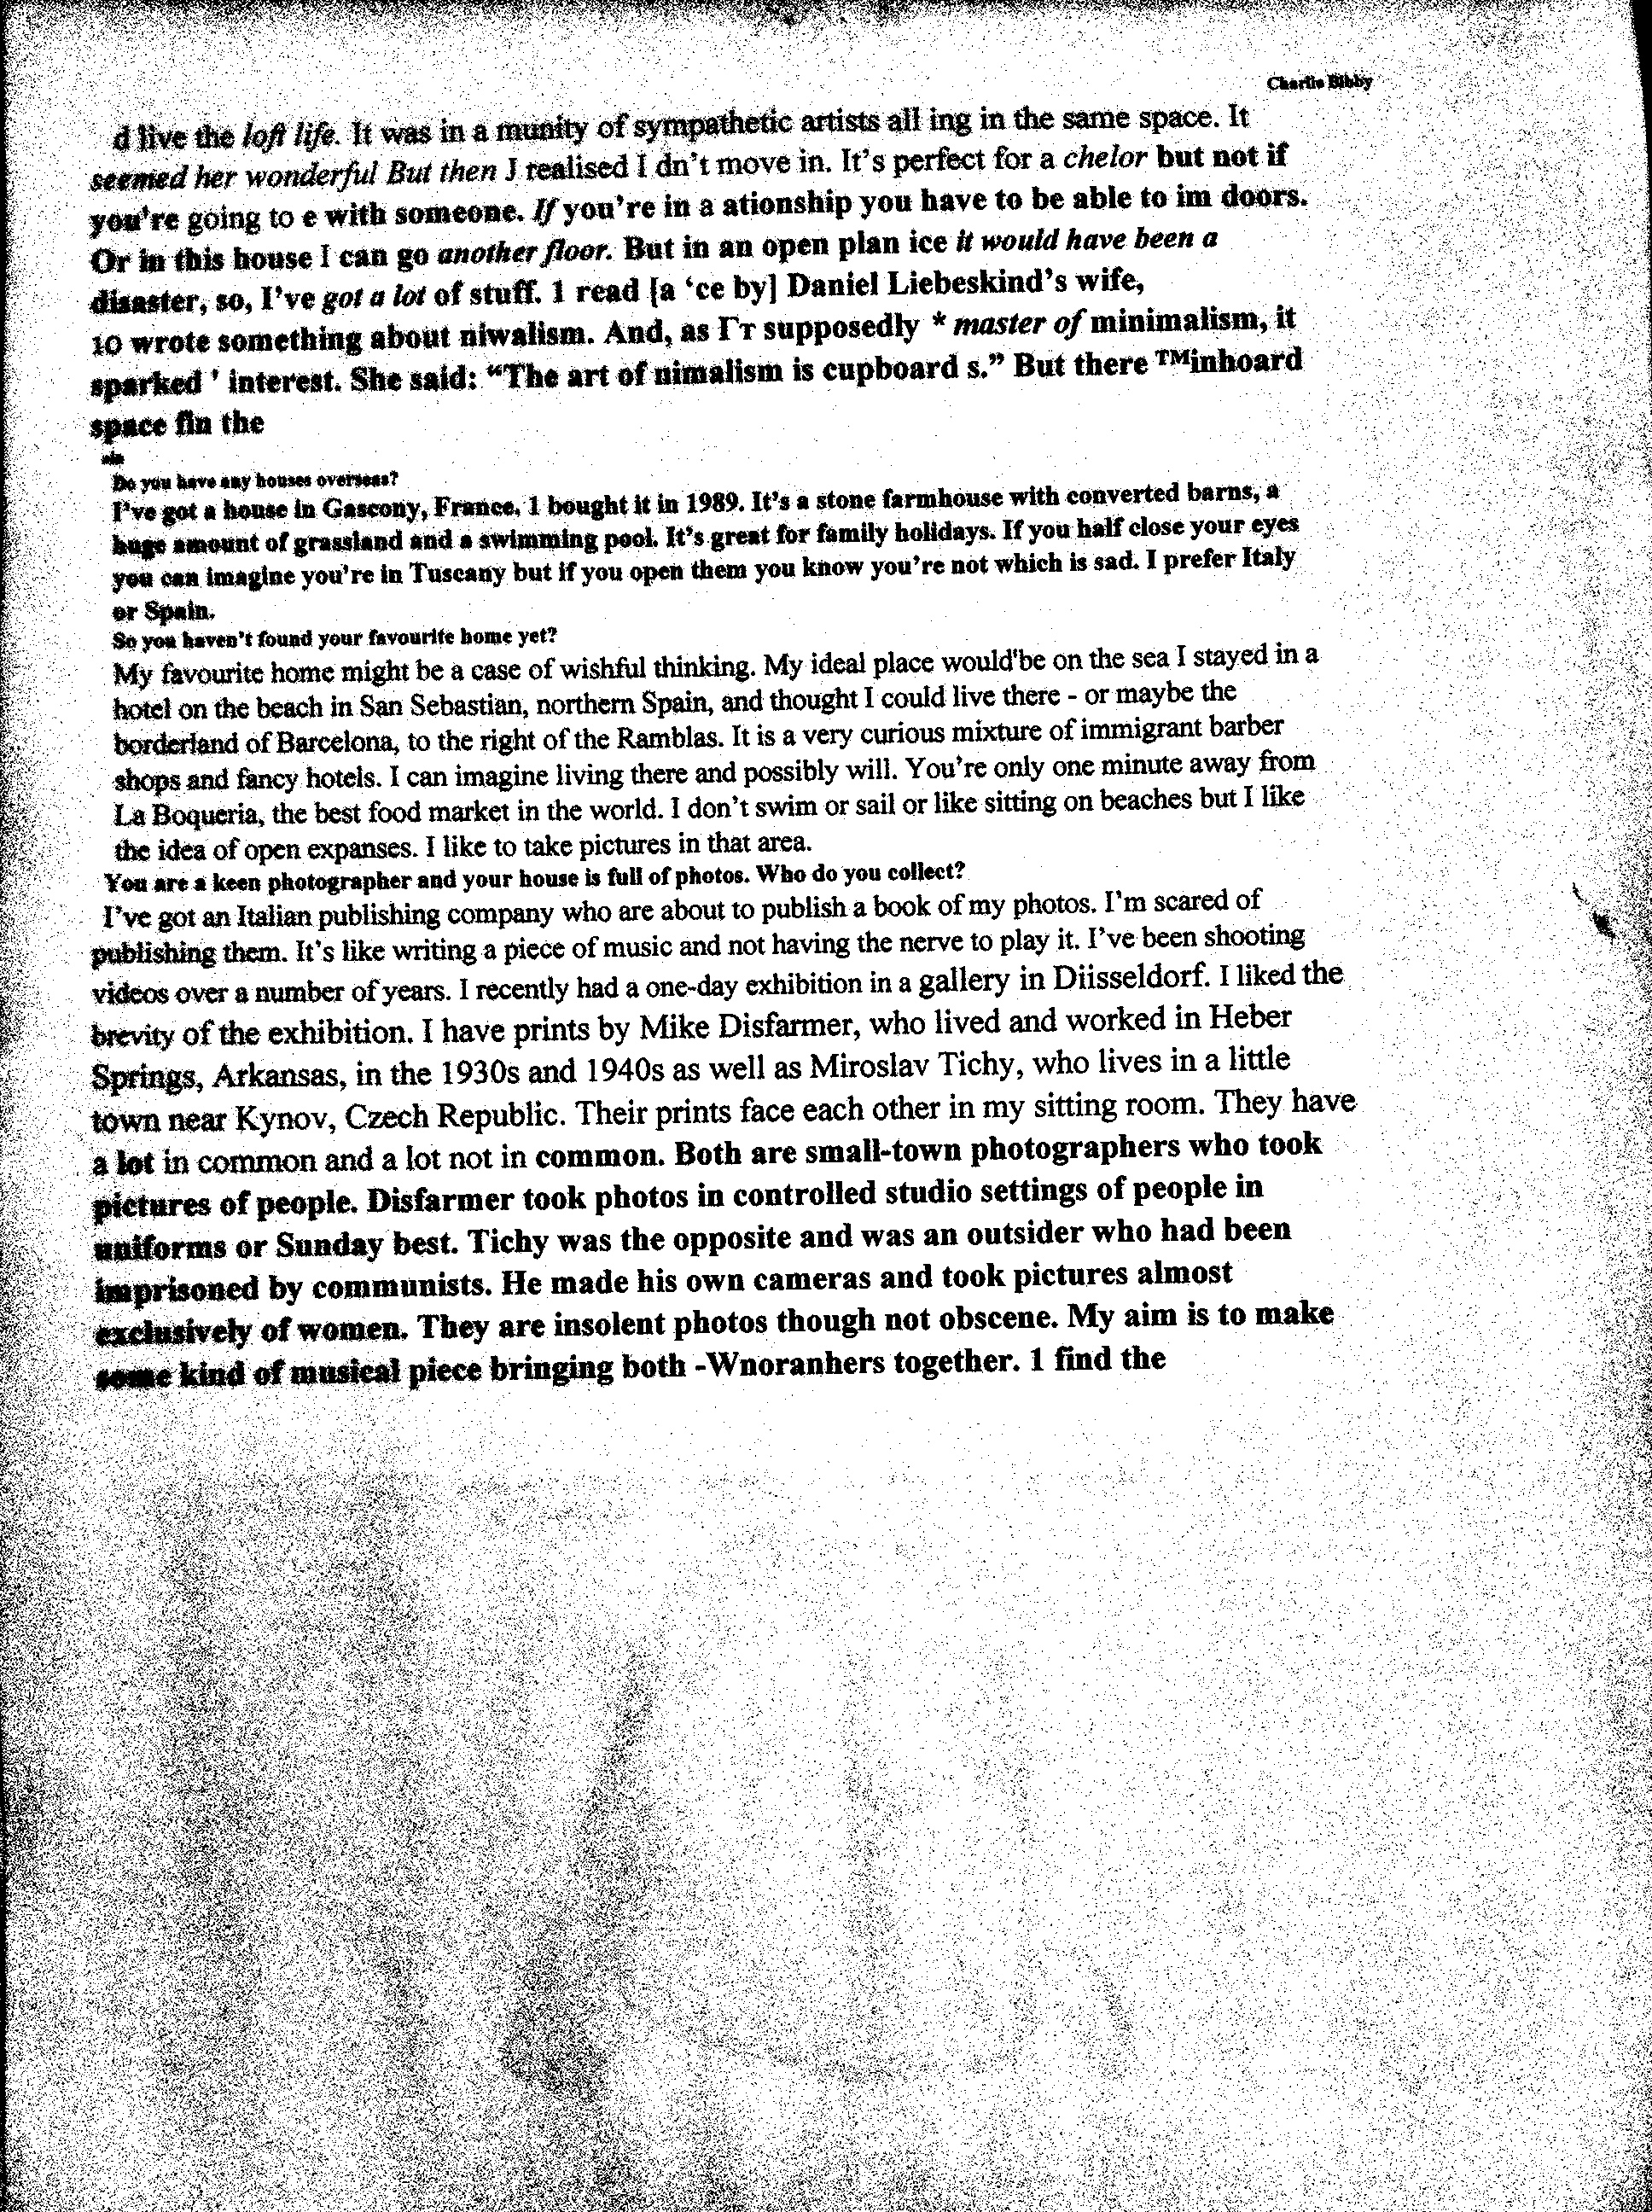 Charlie Bibby
d live the loft life. It was in a munity of sympathetic artists all ing in the same space. It
seemed her wonderful But then J realised I dn't move in. It's perfect for a chelor but not if
you're going to e with someone. If you're in a ationship you have to be able to im doors.
Or in this house I can go another floor. But in an open plan ice it would have been a
disaster, so, I've got a lot of stuff. 1 read [a ‘ce by] Daniel Liebeskind's wife,
10 wrote something about niwalism. And, as Гт supposedly * master of minimalism, it
sparked ' interest. She said: “The art of nimalism is cupboard s.” But there ™inhoard
space fin the
Do you have any houses overseas?
I've got a house in Gascony, France, 1 bought it in 1989. It's a stone farmhouse with converted barns, a
huge amount of grassland and a swimming pool. It's great for family holidays. If you half close your eyes
you can imagine you're in Tuscany but if you open them you know you're not which is sad. I prefer Italy
or Spain.
So you haven't found your favourite home yet?
My favourite home might be a case of wishful thinking. My ideal place would'be on the sea I stayed in a
hotel on the beach in San Sebastian, northern Spain, and thought I could live there - or maybe the
borderland of Barcelona, to the right of the Ramblas. It is a very curious mixture of immigrant barber
shops and fancy hotels. I can imagine living there and possibly will. You're only one minute away from
La Boqueria, the best food market in the world. I don't swim or sail or like sitting on beaches but I like
the idea of open expanses. I like to take pictures in that area.
You are a keen photographer and your house is full of photos. Who do you collect?
I've got an Italian publishing company who are about to publish a book of my photos. I'm scared of
publishing them. It's like writing a piece of music and not having the nerve to play it. I've been shooting
videos over a number of years. I recently had a one-day exhibition in a gallery in Diisseldorf. I liked the
brevity of the exhibition. I have prints by Mike Disfarmer, who lived and worked in Heber
Springs, Arkansas, in the 1930s and 1940s as well as Miroslav Tichy, who lives in a little
town near Kynov, Czech Republic. Their prints face each other in my sitting room. They have
a lot in common and a lot not in common. Both are small-town photographers who took
pictures of people. Disfarmer took photos in controlled studio settings of people in
uniforms or Sunday best. Tichy was the opposite and was an outsider who had been
imprisoned by communists. He made his own cameras and took pictures almost
exclusively of women. They are insolent photos though not obscene. My aim is to make
some kind of musical piece bringing both -Wnoranhers together. 1 find the